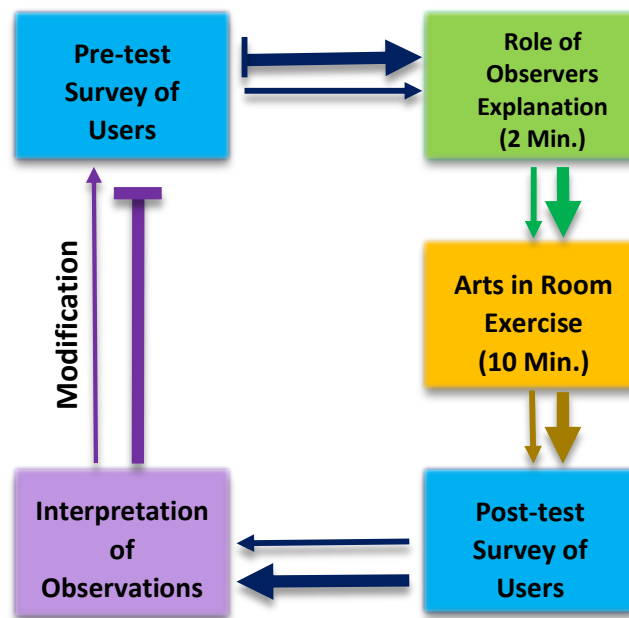 Pre-test
Survey of
Users
Role of
Observers
Explanation
(2 Min.)
Arts in Room
Exercise
(10 Min.)
Modification
Interpretation
of
Observations
Post-test
Survey of
Users